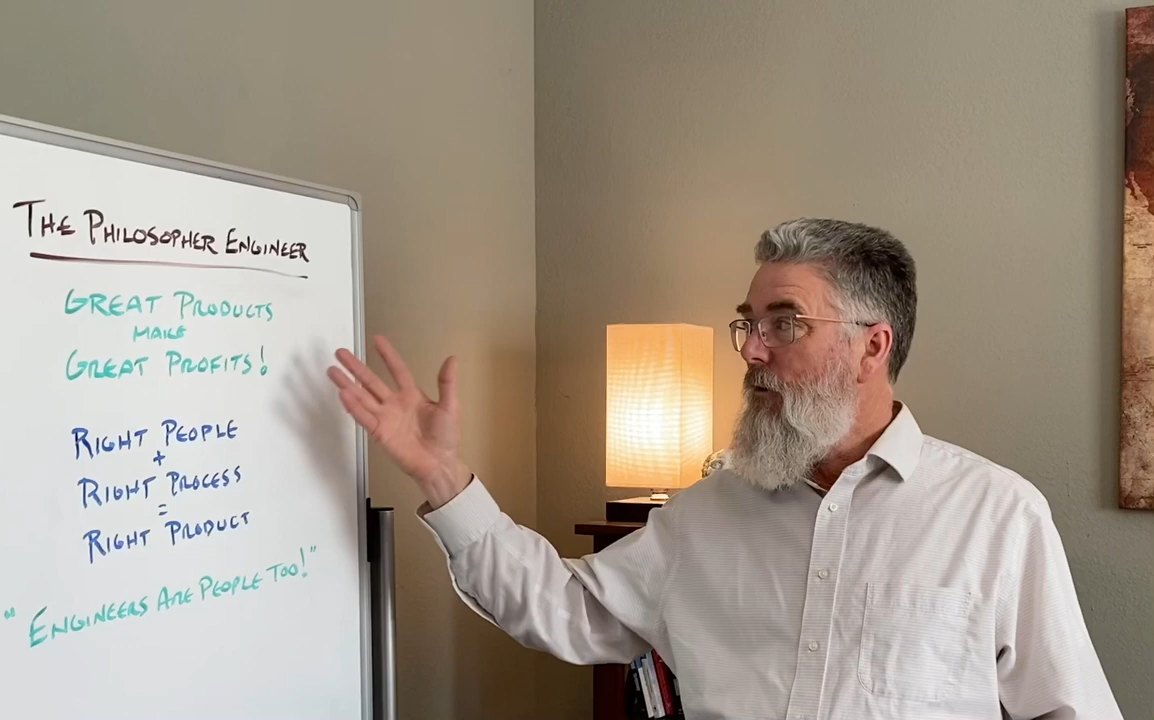 THE PHILOSOPHER ENGINEER
GREAT PRODUCTS
MAKE
GREAT PROFITS!
RIGHT PEOPLE
+
RIGHT PROCESS
=
RIGHT PRODUCT
"ENGINEERS ARE PEOPLE TOO!"